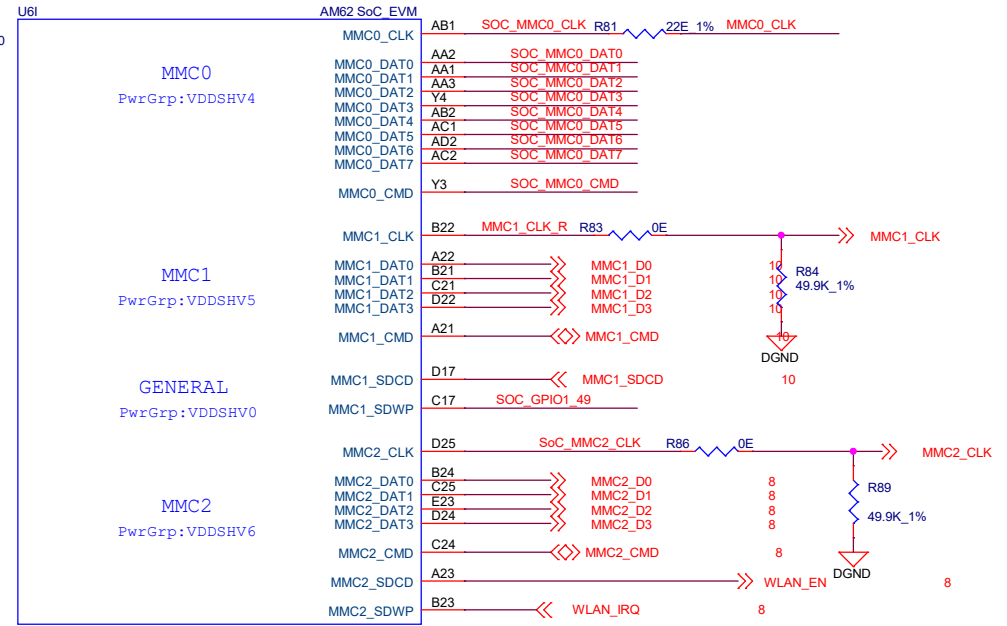 U6I AM62 SoC_EVM
0
MMC0_CLK AB1 SOC_MMC0_CLK R81 22E_1% MMC0_CLK
MMC0
PwrGrp:VDDSHV4
MMC0_DAT0 AA2 SOC_MMC0_DAT0
MMC0_DAT1 AA1 SOC_MMC0_DAT1
MMC0_DAT2 AA3 SOC_MMC0_DAT2
MMC0_DAT3 Y4 SOC_MMC0_DAT3
MMC0_DAT4 AB2 SOC_MMC0_DAT4
MMC0_DAT5 AC1 SOC_MMC0_DAT5
MMC0_DAT6 AD2 SOC_MMC0_DAT6
MMC0_DAT7 AC2 SOC_MMC0_DAT7
MMC0_CMD Y3 SOC_MMC0_CMD
MMC1_CLK B22 MMC1_CLK_R R83 0E MMC1_CLK
MMC1
PwrGrp:VDDSHV5
MMC1_DAT0 A22 MMC1_D0 10
MMC1_DAT1 B21 MMC1_D1 10
MMC1_DAT2 C21 MMC1_D2 10
MMC1_DAT3 D22 MMC1_D3 10
R84
49.9K_1%
MMC1_CMD A21 MMC1_CMD 10
DGND
MMC1_SDCD D17 MMC1_SDCD 10
GENERAL
PwrGrp:VDDSHV0
MMC1_SDWP C17 SOC_GPIO1_49
MMC2_CLK D25 SoC_MMC2_CLK R86 0E MMC2_CLK
MMC2
PwrGrp:VDDSHV6
MMC2_DAT0 B24 MMC2_D0 8
MMC2_DAT1 C25 MMC2_D1 8
MMC2_DAT2 E23 MMC2_D2 8
MMC2_DAT3 D24 MMC2_D3 8
R89
49.9K_1%
MMC2_CMD C24 MMC2_CMD 8
DGND
MMC2_SDCD A23 WLAN_EN 8
MMC2_SDWP B23 WLAN_IRQ 8